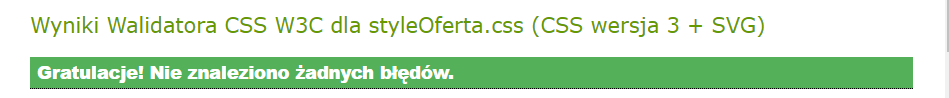 Wyniki Walidatora CSS W3C dla styleOferta.css (CSS wersja 3 + SVG)
Gratulacje! Nie znaleziono żadnych błędów.